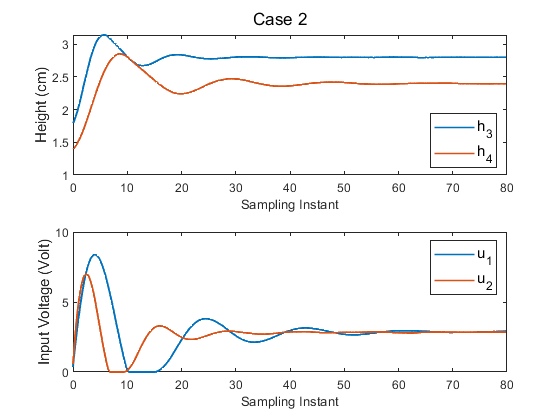 Case 2
Height (cm)
3
2.5
2
1.5
1
0 10 20 30 40 50 60 70 80
Sampling Instant
h3
h4
Input Voltage (Volt)
10
5
0
0 10 20 30 40 50 60 70 80
Sampling Instant
u1
u2